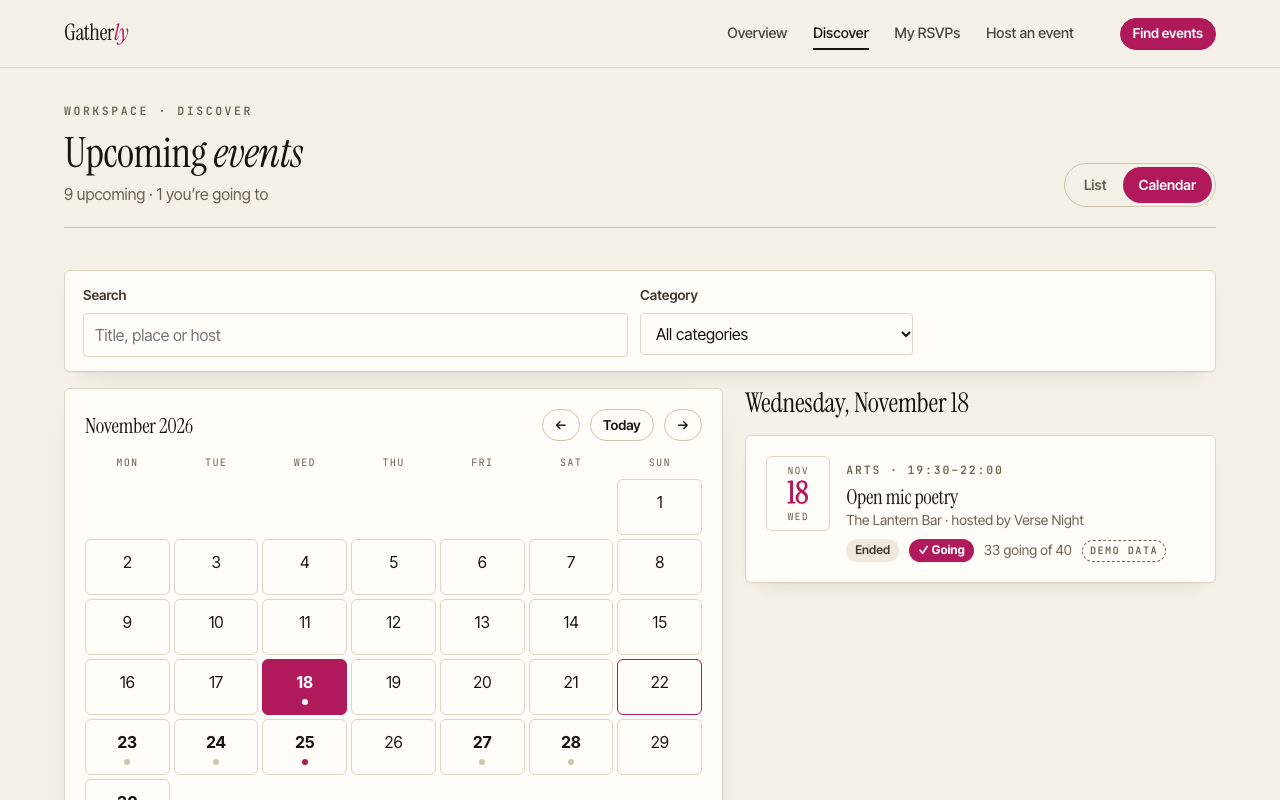 Gatherly
Overview Discover My RSVPs Host an event Find events
WORKSPACE · DISCOVER
Upcoming events
9 upcoming · 1 you're going to
List Calendar
Search
Title, place or host
Category
All categories
November 2026
← Today →
MON TUE WED THU FRI SAT SUN
1
2 3 4 5 6 7 8
9 10 11 12 13 14 15
16 17 18 19 20 21 22
23 24 25 26 27 28 29
30
Wednesday, November 18
NOV
18
WED
ARTS · 19:30–22:00
Open mic poetry
The Lantern Bar · hosted by Verse Night
Ended ✓ Going 33 going of 40 DEMO DATA